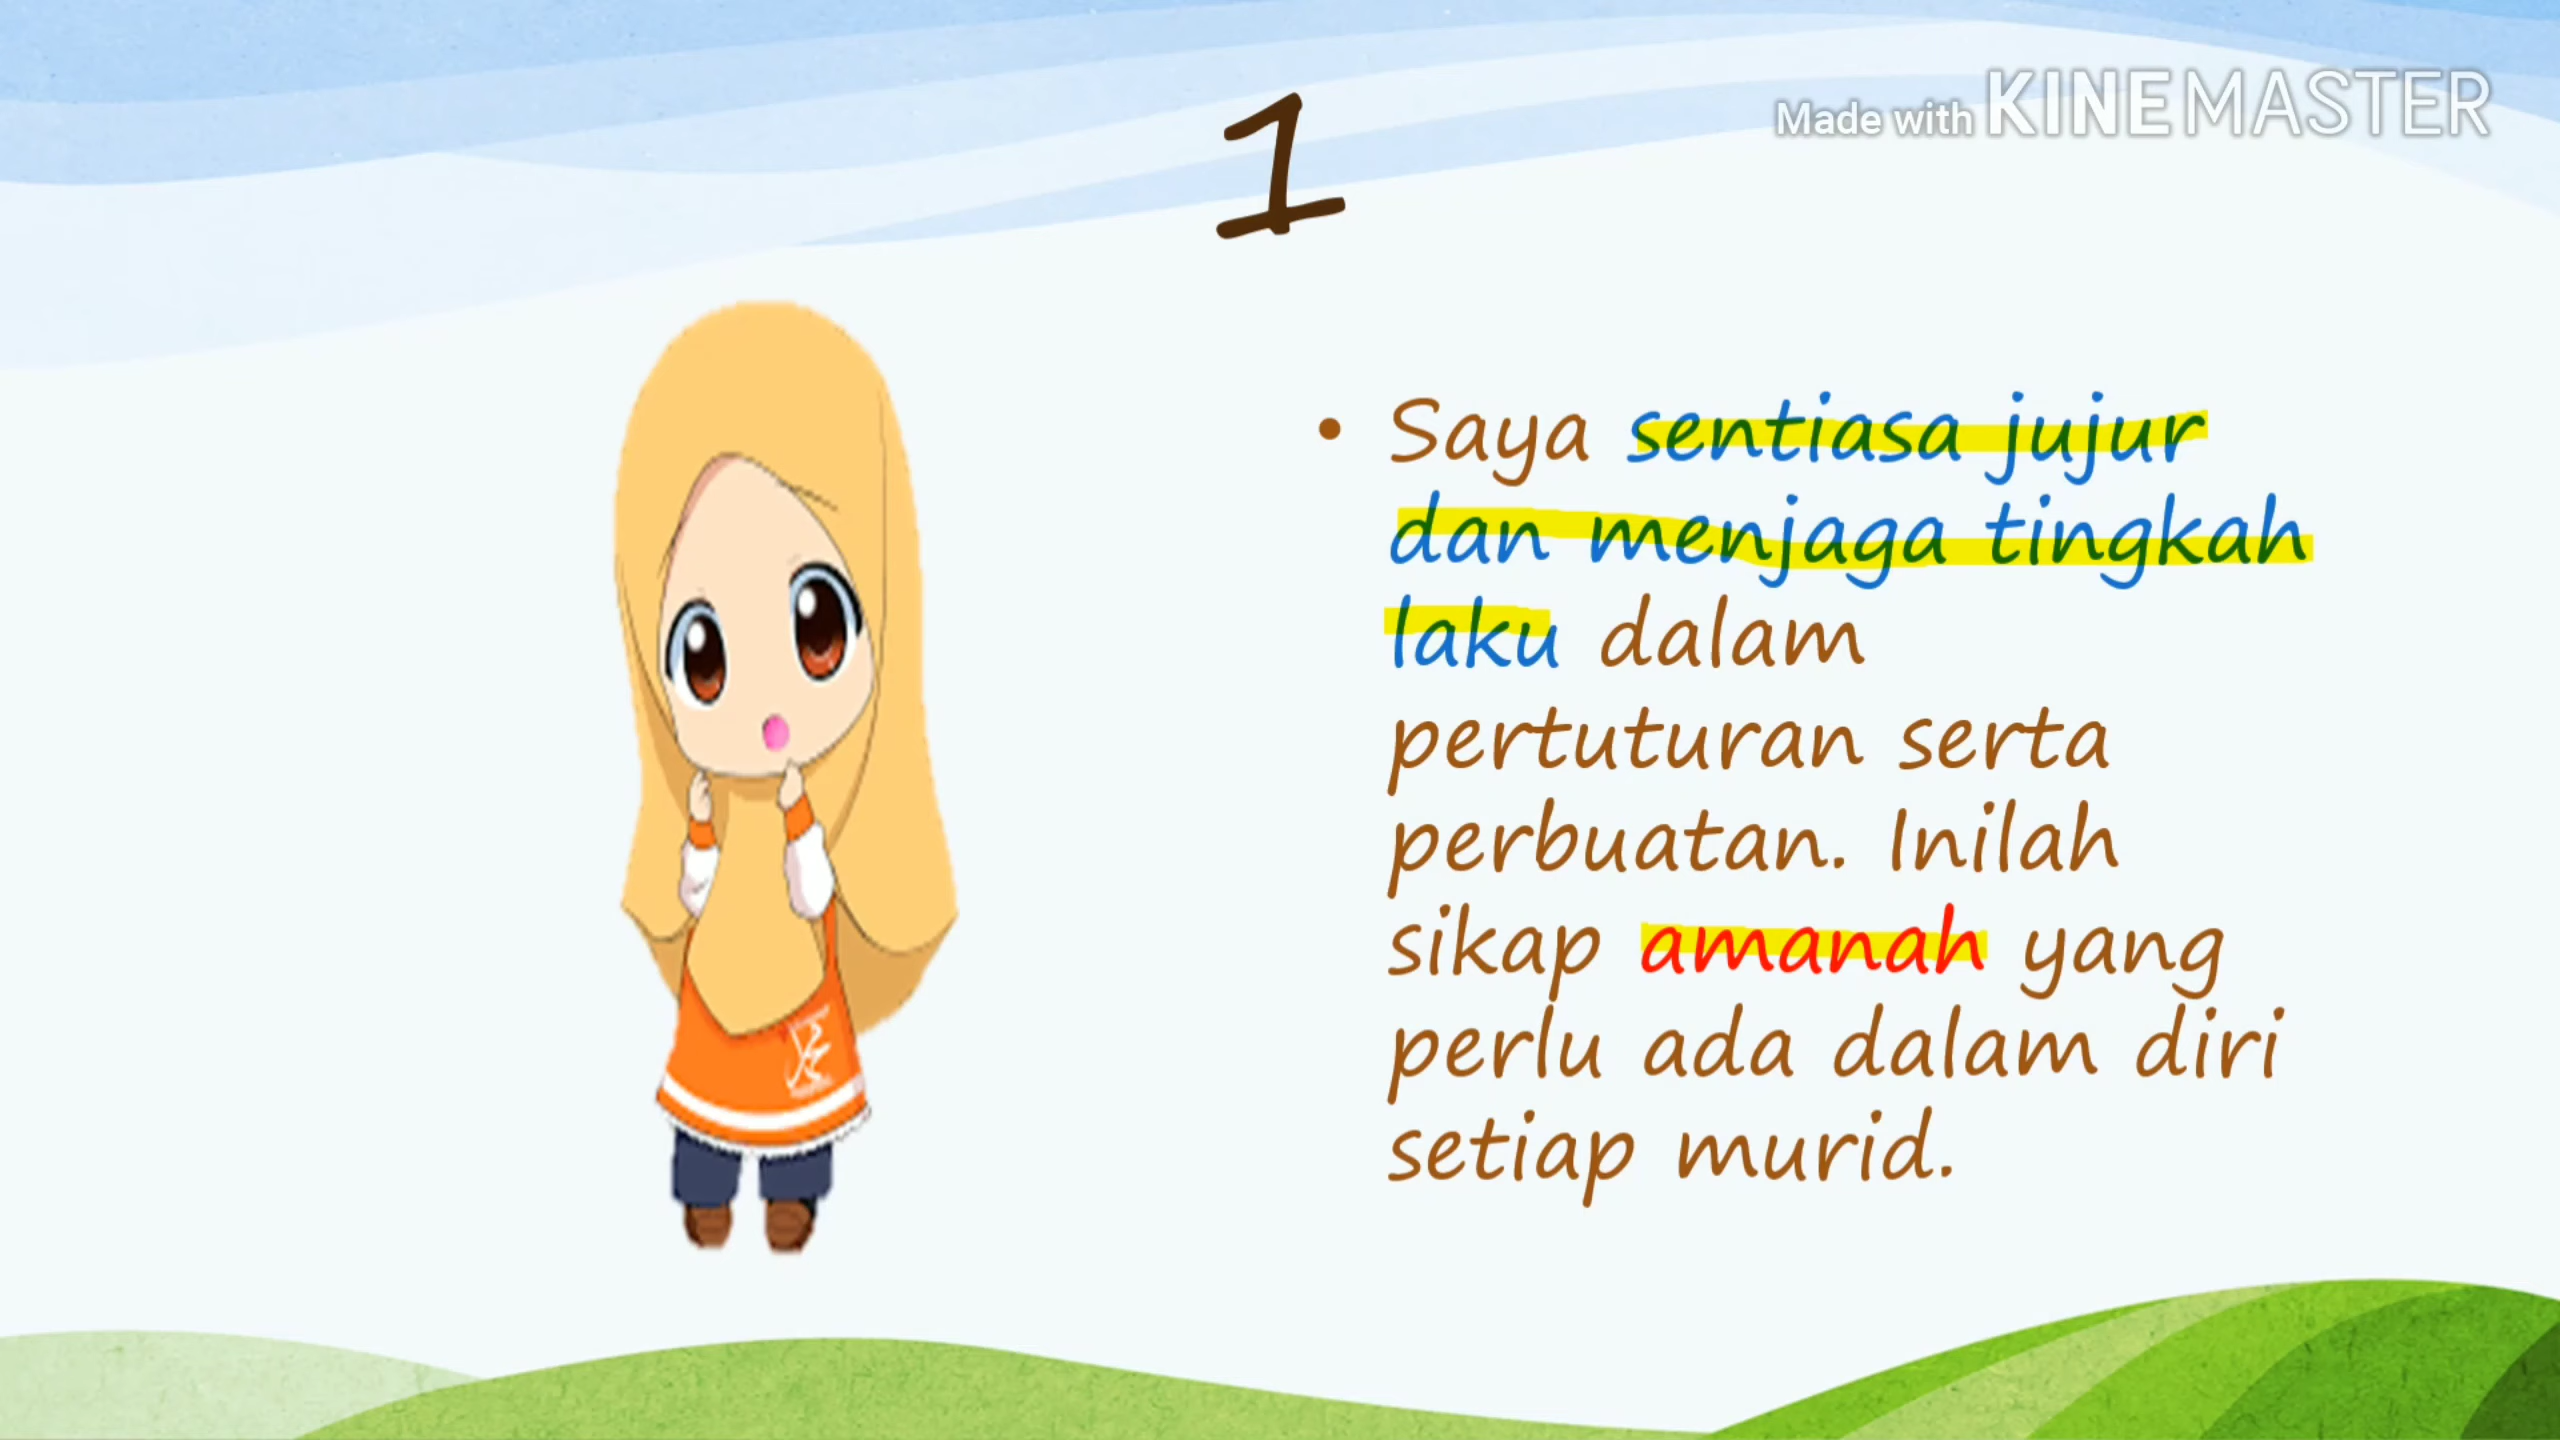 Made with KINEMASTER
1
• Saya sentiasa jujur
dan menjaga tingkah
laku dalam
pertuturan serta
perbuatan. Inilah
sikap amanah yang
perlu ada dalam diri
setiap murid.